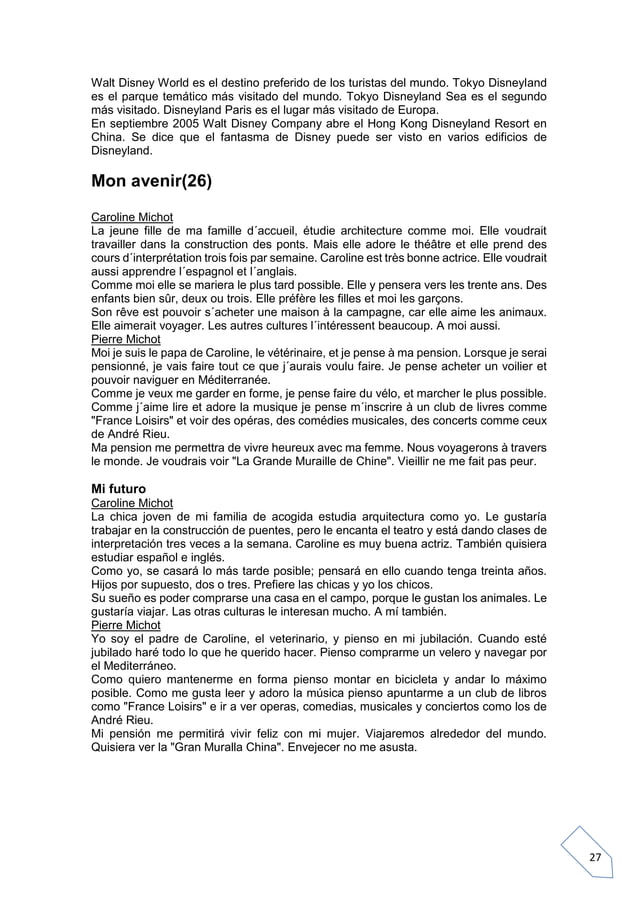 Walt Disney World es el destino preferido de los turistas del mundo. Tokyo Disneyland
es el parque temático más visitado del mundo. Tokyo Disneyland Sea es el segundo
más visitado. Disneyland Paris es el lugar más visitado de Europa.
En septiembre 2005 Walt Disney Company abre el Hong Kong Disneyland Resort en
China. Se dice que el fantasma de Disney puede ser visto en varios edificios de
Disneyland.
Mon avenir(26)
Caroline Michot
La jeune fille de ma famille d´accueil, étudie architecture comme moi. Elle voudrait
travailler dans la construction des ponts. Mais elle adore le théâtre et elle prend des
cours d´interprétation trois fois par semaine. Caroline est très bonne actrice. Elle voudrait
aussi apprendre l´espagnol et l´anglais.
Comme moi elle se mariera le plus tard possible. Elle y pensera vers les trente ans. Des
enfants bien sûr, deux ou trois. Elle préfère les filles et moi les garçons.
Son rêve est pouvoir s´acheter une maison à la campagne, car elle aime les animaux.
Elle aimerait voyager. Les autres cultures l´intéressent beaucoup. A moi aussi.
Pierre Michot
Moi je suis le papa de Caroline, le vétérinaire, et je pense à ma pension. Lorsque je serai
pensionné, je vais faire tout ce que j´aurais voulu faire. Je pense acheter un voilier et
pouvoir naviguer en Méditerranée.
Comme je veux me garder en forme, je pense faire du vélo, et marcher le plus possible.
Comme j´aime lire et adore la musique je pense m´inscrire à un club de livres comme
"France Loisirs" et voir des opéras, des comédies musicales, des concerts comme ceux
de André Rieu.
Ma pension me permettra de vivre heureux avec ma femme. Nous voyagerons à travers
le monde. Je voudrais voir "La Grande Muraille de Chine". Vieillir ne me fait pas peur.
Mi futuro
Caroline Michot
La chica joven de mi familia de acogida estudia arquitectura como yo. Le gustaría
trabajar en la construcción de puentes, pero le encanta el teatro y está dando clases de
interpretación tres veces a la semana. Caroline es muy buena actriz. También quisiera
estudiar español e inglés.
Como yo, se casará lo más tarde posible; pensará en ello cuando tenga treinta años.
Hijos por supuesto, dos o tres. Prefiere las chicas y yo los chicos.
Su sueño es poder comprarse una casa en el campo, porque le gustan los animales. Le
gustaría viajar. Las otras culturas le interesan mucho. A mí también.
Pierre Michot
Yo soy el padre de Caroline, el veterinario, y pienso en mi jubilación. Cuando esté
jubilado haré todo lo que he querido hacer. Pienso comprarme un velero y navegar por
el Mediterráneo.
Como quiero mantenerme en forma pienso montar en bicicleta y andar lo máximo
posible. Como me gusta leer y adoro la música pienso apuntarme a un club de libros
como "France Loisirs" e ir a ver operas, comedias, musicales y conciertos como los de
André Rieu.
Mi pensión me permitirá vivir feliz con mi mujer. Viajaremos alrededor del mundo.
Quisiera ver la "Gran Muralla China". Envejecer no me asusta.
27